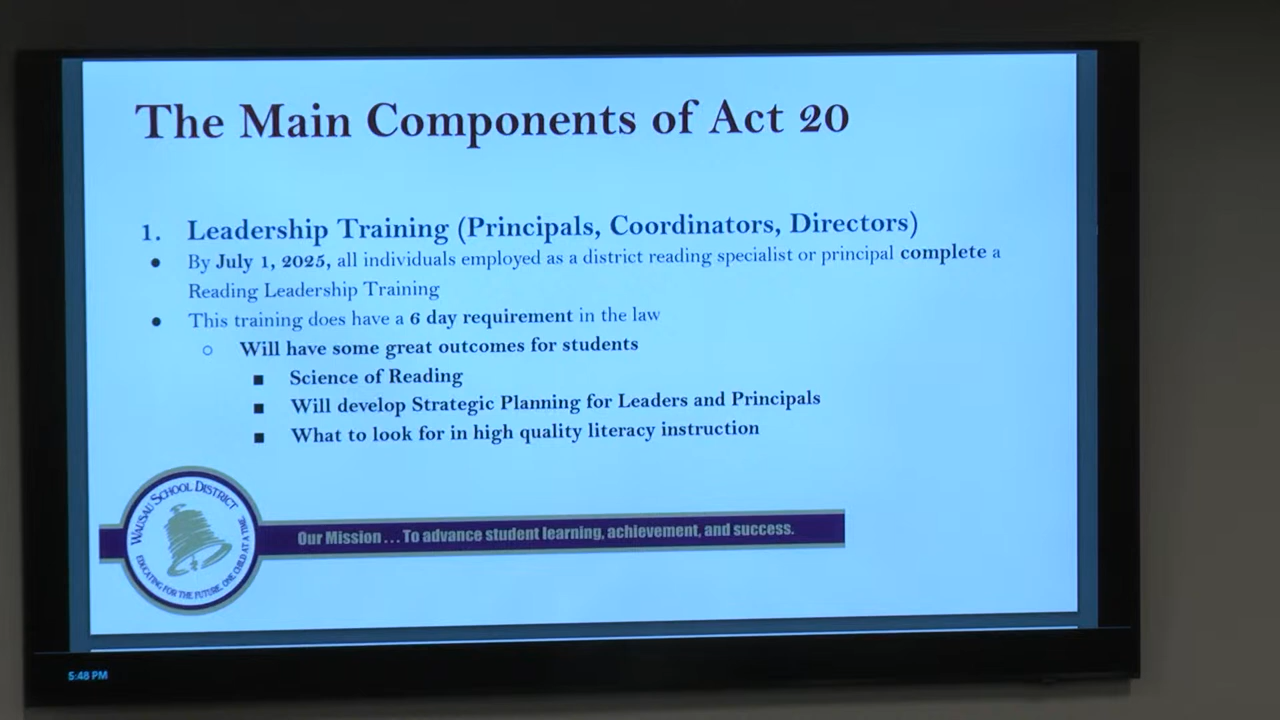 The Main Components of Act 20
1. Leadership Training (Principals, Coordinators, Directors)
● By July 1, 2025, all individuals employed as a district reading specialist or principal complete a
Reading Leadership Training
● This training does have a 6 day requirement in the law
○ Will have some great outcomes for students
■ Science of Reading
■ Will develop Strategic Planning for Leaders and Principals
■ What to look for in high quality literacy instruction
WAUSAU SCHOOL DISTRICT
EDUCATING FOR THE FUTURE, ONE CHILD AT A TIME.
Our Mission . . . To advance student learning, achievement, and success.
5:48 PM